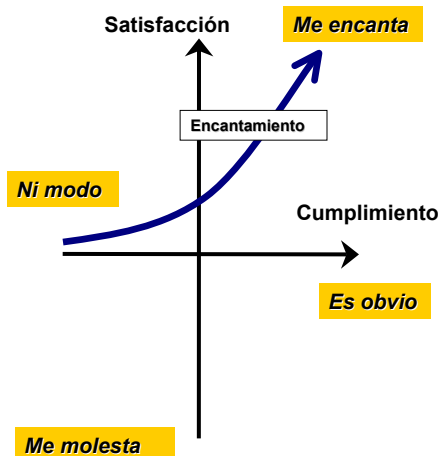 Me encanta
Satisfacción
Encantamiento
Ni modo
Cumplimiento
Es obvio
Me molesta